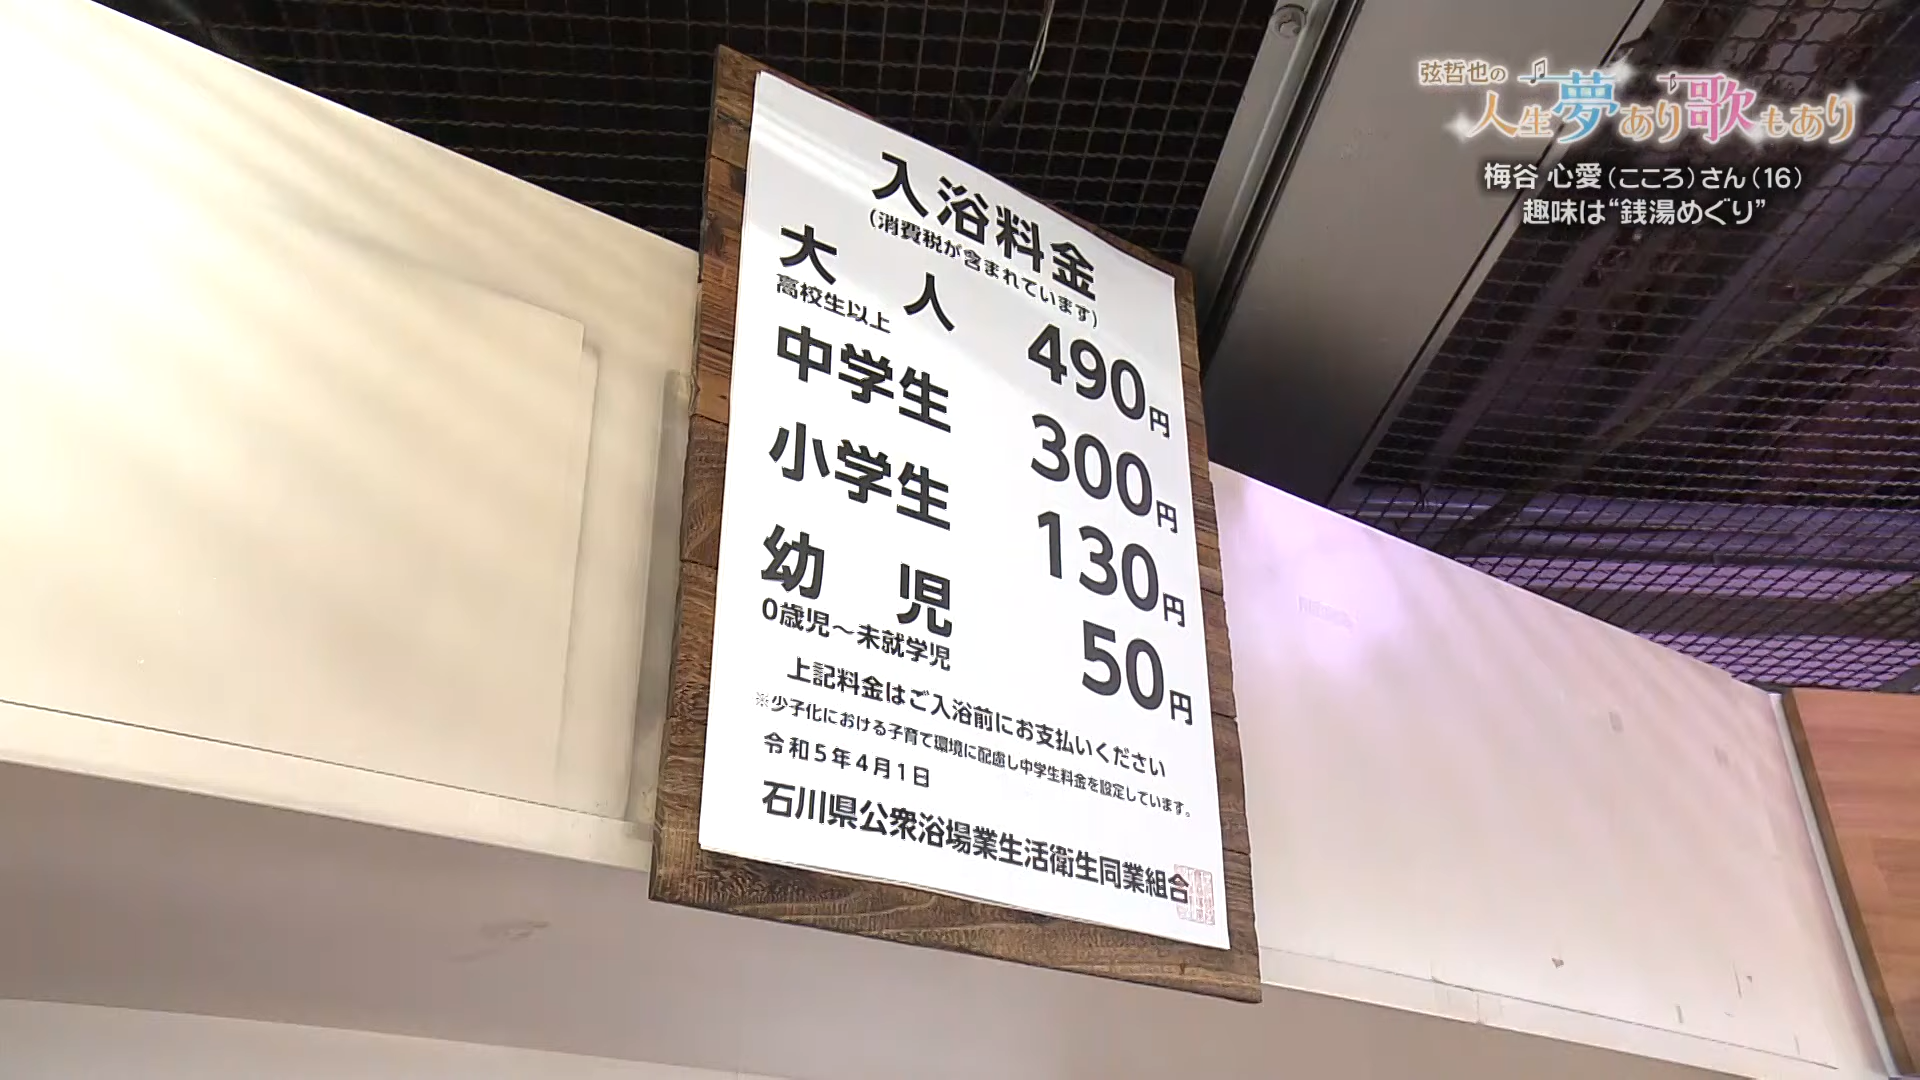 弦哲也の
人生夢あり歌もあり
梅谷 心愛(こころ)さん(16)
趣味は“銭湯めぐり”
入浴料金
(消費税が含まれています)
大 人 490円
高校生以上
中学生 300円
小学生 130円
幼 児 50円
0歳児～未就学児
上記料金はご入浴前にお支払いください
※少子化における子育て環境に配慮し中学生料金を設定しています。
令和5年4月1日
石川県公衆浴場業生活衛生同業組合